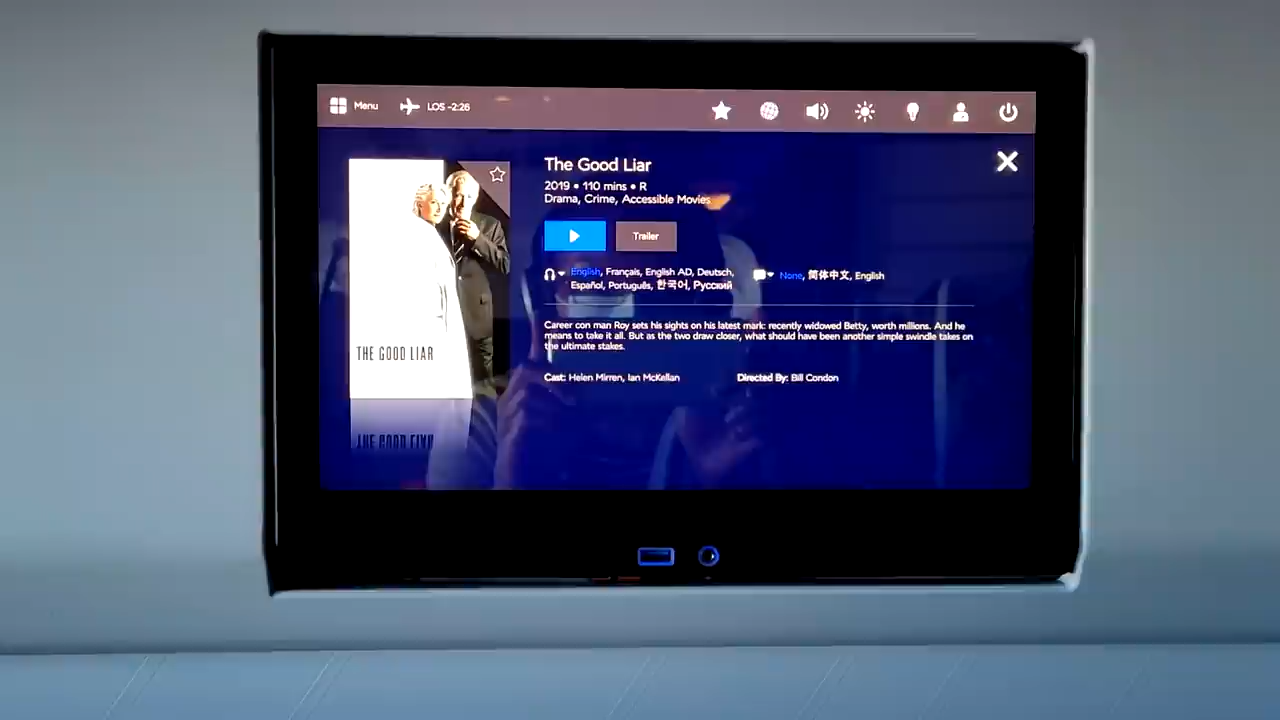 Menu
LOS -2:26
The Good Liar
2019 • 110 mins • R
Drama, Crime, Accessible Movies
Trailer
English, Français, English AD, Deutsch,
Español, Português, 한국어, Русский
None, 简体中文, English
Career con man Roy sets his sights on his latest mark: recently widowed Betty, worth millions. And he
means to take it all. But as the two draw closer, what should have been another simple swindle takes on
the ultimate stakes.
Cast: Helen Mirren, Ian McKellan
Directed By: Bill Condon
THE GOOD LIAR
THE GOOD LIAR